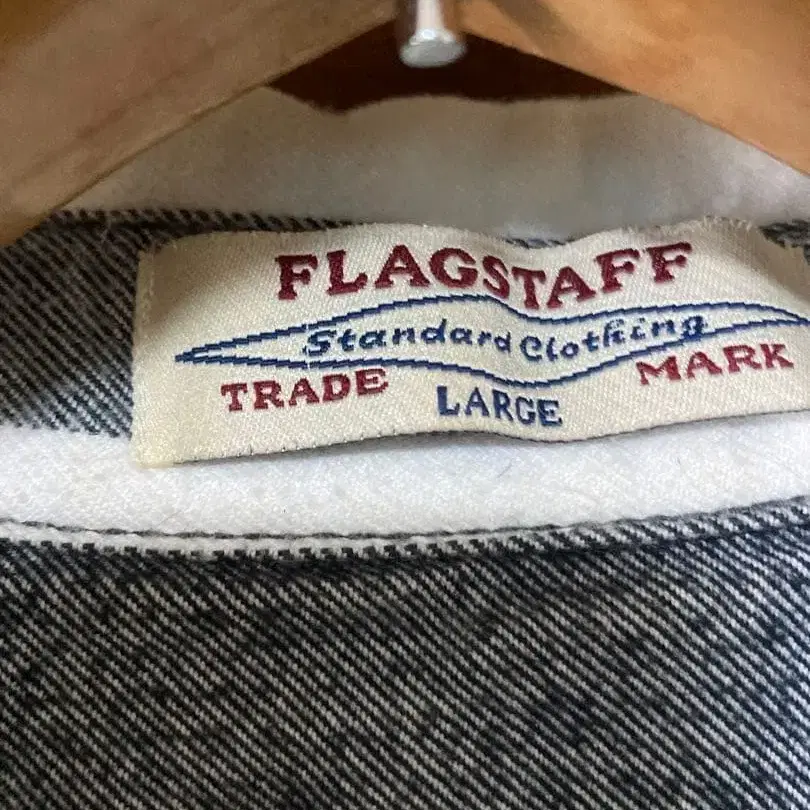 FLAGSTAFF
Standard Clothing
TRADE MARK
LARGE